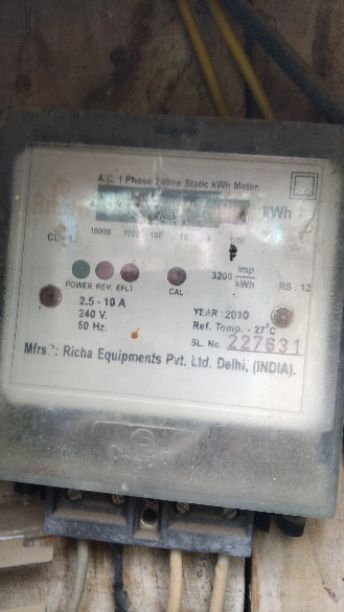 A.C. 1 Phase 2 Wire Static kWh Meter
kWh
10000 1000 100 10 1 1/10
POWER REV. E/FLT CAL
3200 Imp/kWh
RS : 12
2.5 - 10 A
240 V.
50 Hz.
YEAR : 2010
Ref. Temp. - 27°C
SL. No. 227631
Mfrs.: Richa Equipments Pvt. Ltd. Delhi, (INDIA).